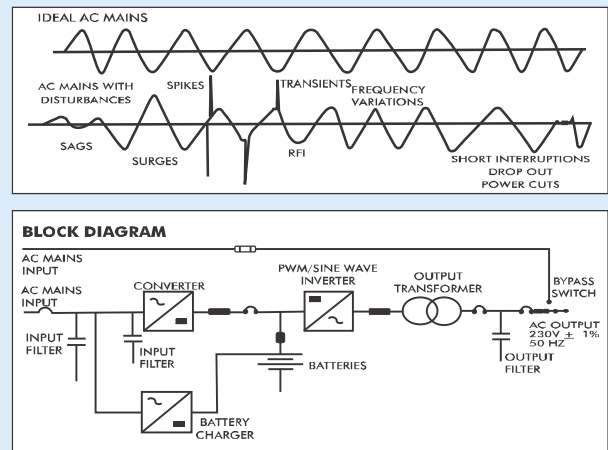 IDEAL AC MAINS
AC MAINS WITH
DISTURBANCES
SPIKES
TRANSIENTS
FREQUENCY
VARIATIONS
SAGS
SURGES
RFI
SHORT INTERRUPTIONS
DROP OUT
POWER CUTS
BLOCK DIAGRAM
AC MAINS
INPUT
AC MAINS
INPUT
CONVERTER
PWM/SINE WAVE
INVERTER
OUTPUT
TRANSFORMER
BYPASS
SWITCH
INPUT
FILTER
INPUT
FILTER
BATTERIES
AC OUTPUT
230V ± 1%
50 HZ
OUTPUT
FILTER
BATTERY
CHARGER